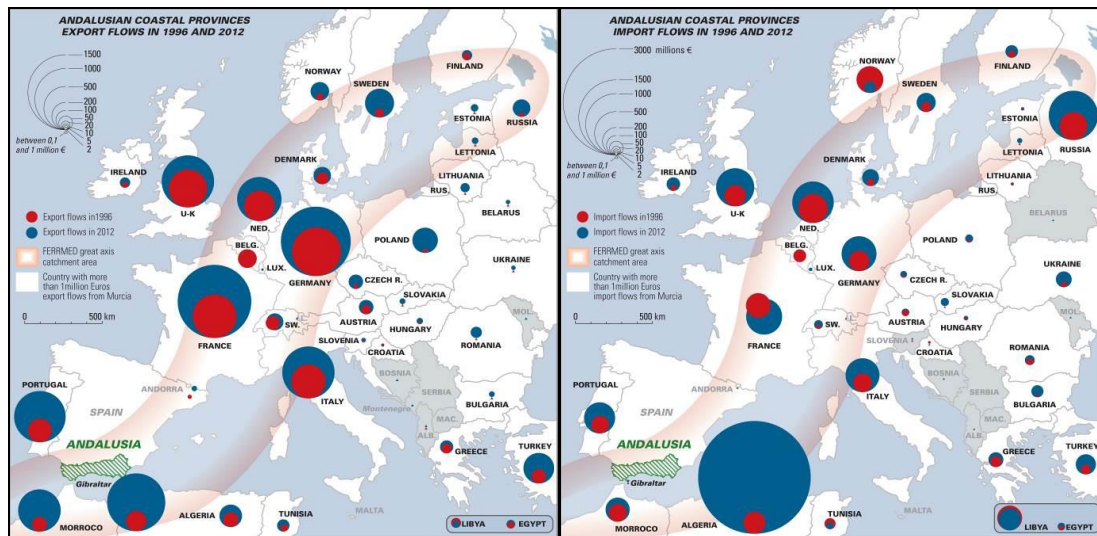 ANDALUSIAN COASTAL PROVINCES
EXPORT FLOWS IN 1996 AND 2012
1500
1000
500
200
100
50
20
10
5
2
between 0,1
and 1 million €
NORWAY
SWEDEN
FINLAND
ESTONIA
RUSSIA
LETTONIA
DENMARK
LITHUANIA
RUS.
IRELAND
U-K
NED.
BELARUS
Export flows in1996
Export flows in 2012
BELG.
POLAND
FERRMED great axis
catchment area
LUX.
GERMANY
CZECH R.
UKRAINE
Country with more
than 1million Euros
export flows from Murcia
SLOVAKIA
0
500 km
FRANCE
SW.
AUSTRIA
HUNGARY
MOL.
SLOVENIA
CROATIA
ROMANIA
PORTUGAL
ANDORRA
ITALY
BOSNIA
SERBIA
SPAIN
Montenegro
BULGARIA
MAC.
ALB.
ANDALUSIA
GREECE
TURKEY
Gibraltar
MORROCO
ALGERIA
TUNISIA
MALTA
LIBYA
EGYPT
ANDALUSIAN COASTAL PROVINCES
IMPORT FLOWS IN 1996 AND 2012
3000 millions €
1500
1000
500
200
100
50
20
10
5
2
between 0,1
and 1 million €
NORWAY
SWEDEN
FINLAND
ESTONIA
LETTONIA
RUSSIA
DENMARK
LITHUANIA
RUS.
IRELAND
U-K
NED.
BELARUS
Import flows in1996
Import flows in 2012
BELG.
POLAND
FERRMED great axis
catchment area
LUX.
GERMANY
CZECH R.
UKRAINE
Country with more
than 1million Euros
import flows from Murcia
SLOVAKIA
0
500 km
FRANCE
SW.
AUSTRIA
HUNGARY
MOL.
SLOVENIA
CROATIA
ROMANIA
PORTUGAL
ANDORRA
ITALY
BOSNIA
SERBIA
SPAIN
Montenegro
BULGARIA
MAC.
ALB.
ANDALUSIA
GREECE
TURKEY
Gibraltar
MORROCO
ALGERIA
TUNISIA
MALTA
LIBYA
EGYPT